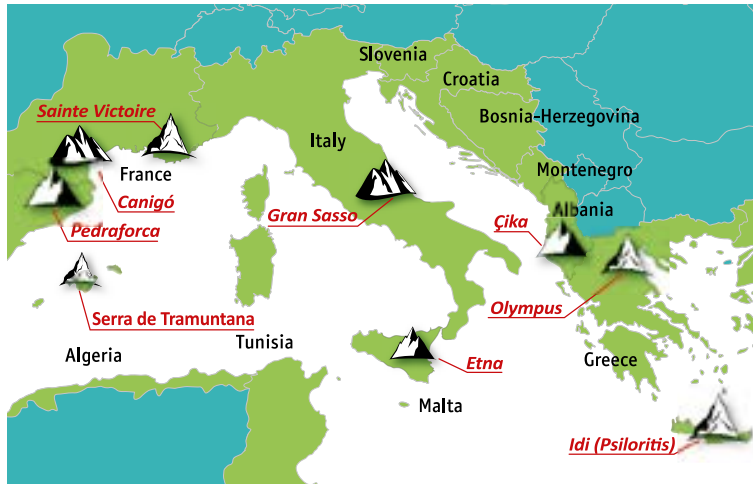 Slovenia
Croatia
Sainte Victoire
Bosnia-Herzegovina
Italy
France
Montenegro
Canigó
Albania
Gran Sasso
Çika
Pedraforca
Olympus
Serra de Tramuntana
Tunisia
Algeria
Etna
Greece
Malta
Idi (Psiloritis)